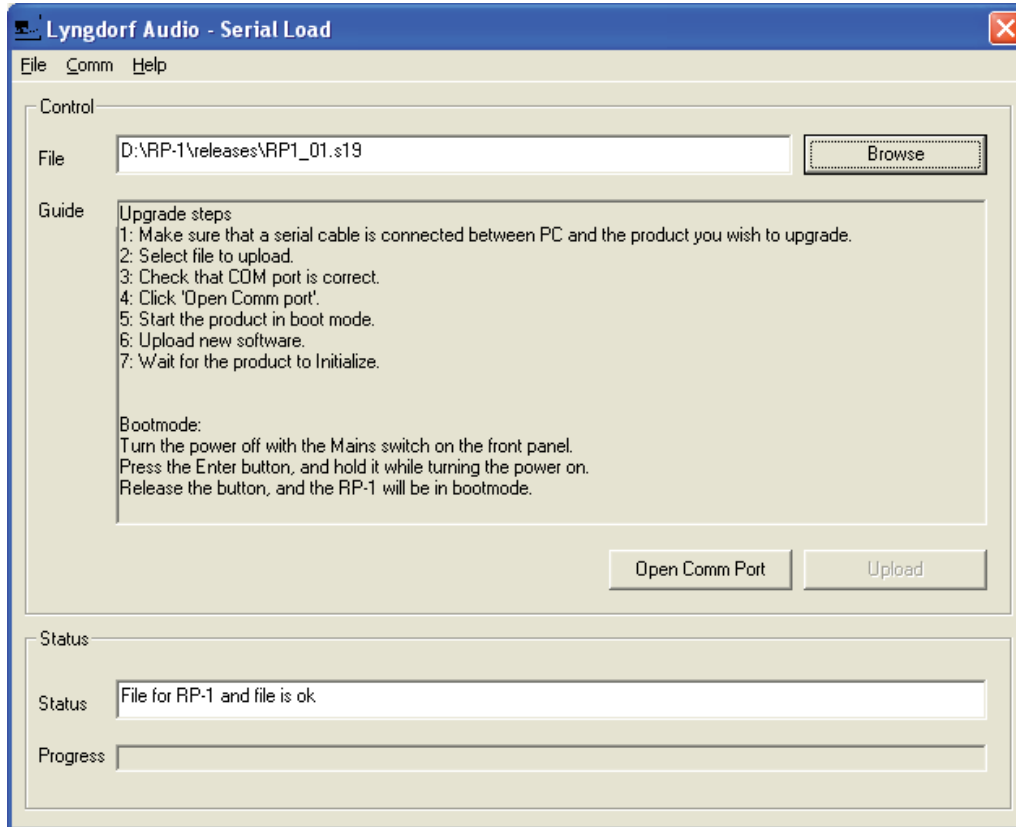 Lyngdorf Audio - Serial Load
File Comm Help
Control
File D:\RP-1\releases\RP1_01.s19 Browse
Guide Upgrade steps
1: Make sure that a serial cable is connected between PC and the product you wish to upgrade.
2: Select file to upload.
3: Check that COM port is correct.
4: Click 'Open Comm port'.
5: Start the product in boot mode.
6: Upload new software.
7: Wait for the product to Initialize.
Bootmode:
Turn the power off with the Mains switch on the front panel.
Press the Enter button, and hold it while turning the power on.
Release the button, and the RP-1 will be in bootmode.
Open Comm Port Upload
Status
Status File for RP-1 and file is ok
Progress